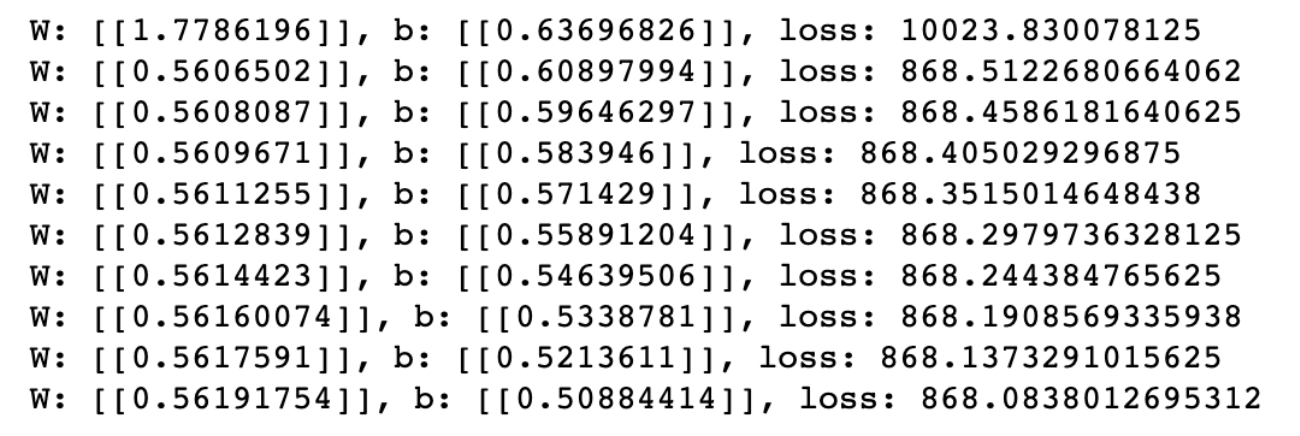 W: [[1.7786196]], b: [[0.63696826]], loss: 10023.830078125
W: [[0.5606502]], b: [[0.60897994]], loss: 868.5122680664062
W: [[0.5608087]], b: [[0.59646297]], loss: 868.4586181640625
W: [[0.5609671]], b: [[0.583946]], loss: 868.405029296875
W: [[0.5611255]], b: [[0.571429]], loss: 868.3515014648438
W: [[0.5612839]], b: [[0.55891204]], loss: 868.2979736328125
W: [[0.5614423]], b: [[0.54639506]], loss: 868.244384765625
W: [[0.56160074]], b: [[0.5338781]], loss: 868.1908569335938
W: [[0.5617591]], b: [[0.5213611]], loss: 868.1373291015625
W: [[0.56191754]], b: [[0.50884414]], loss: 868.0838012695312